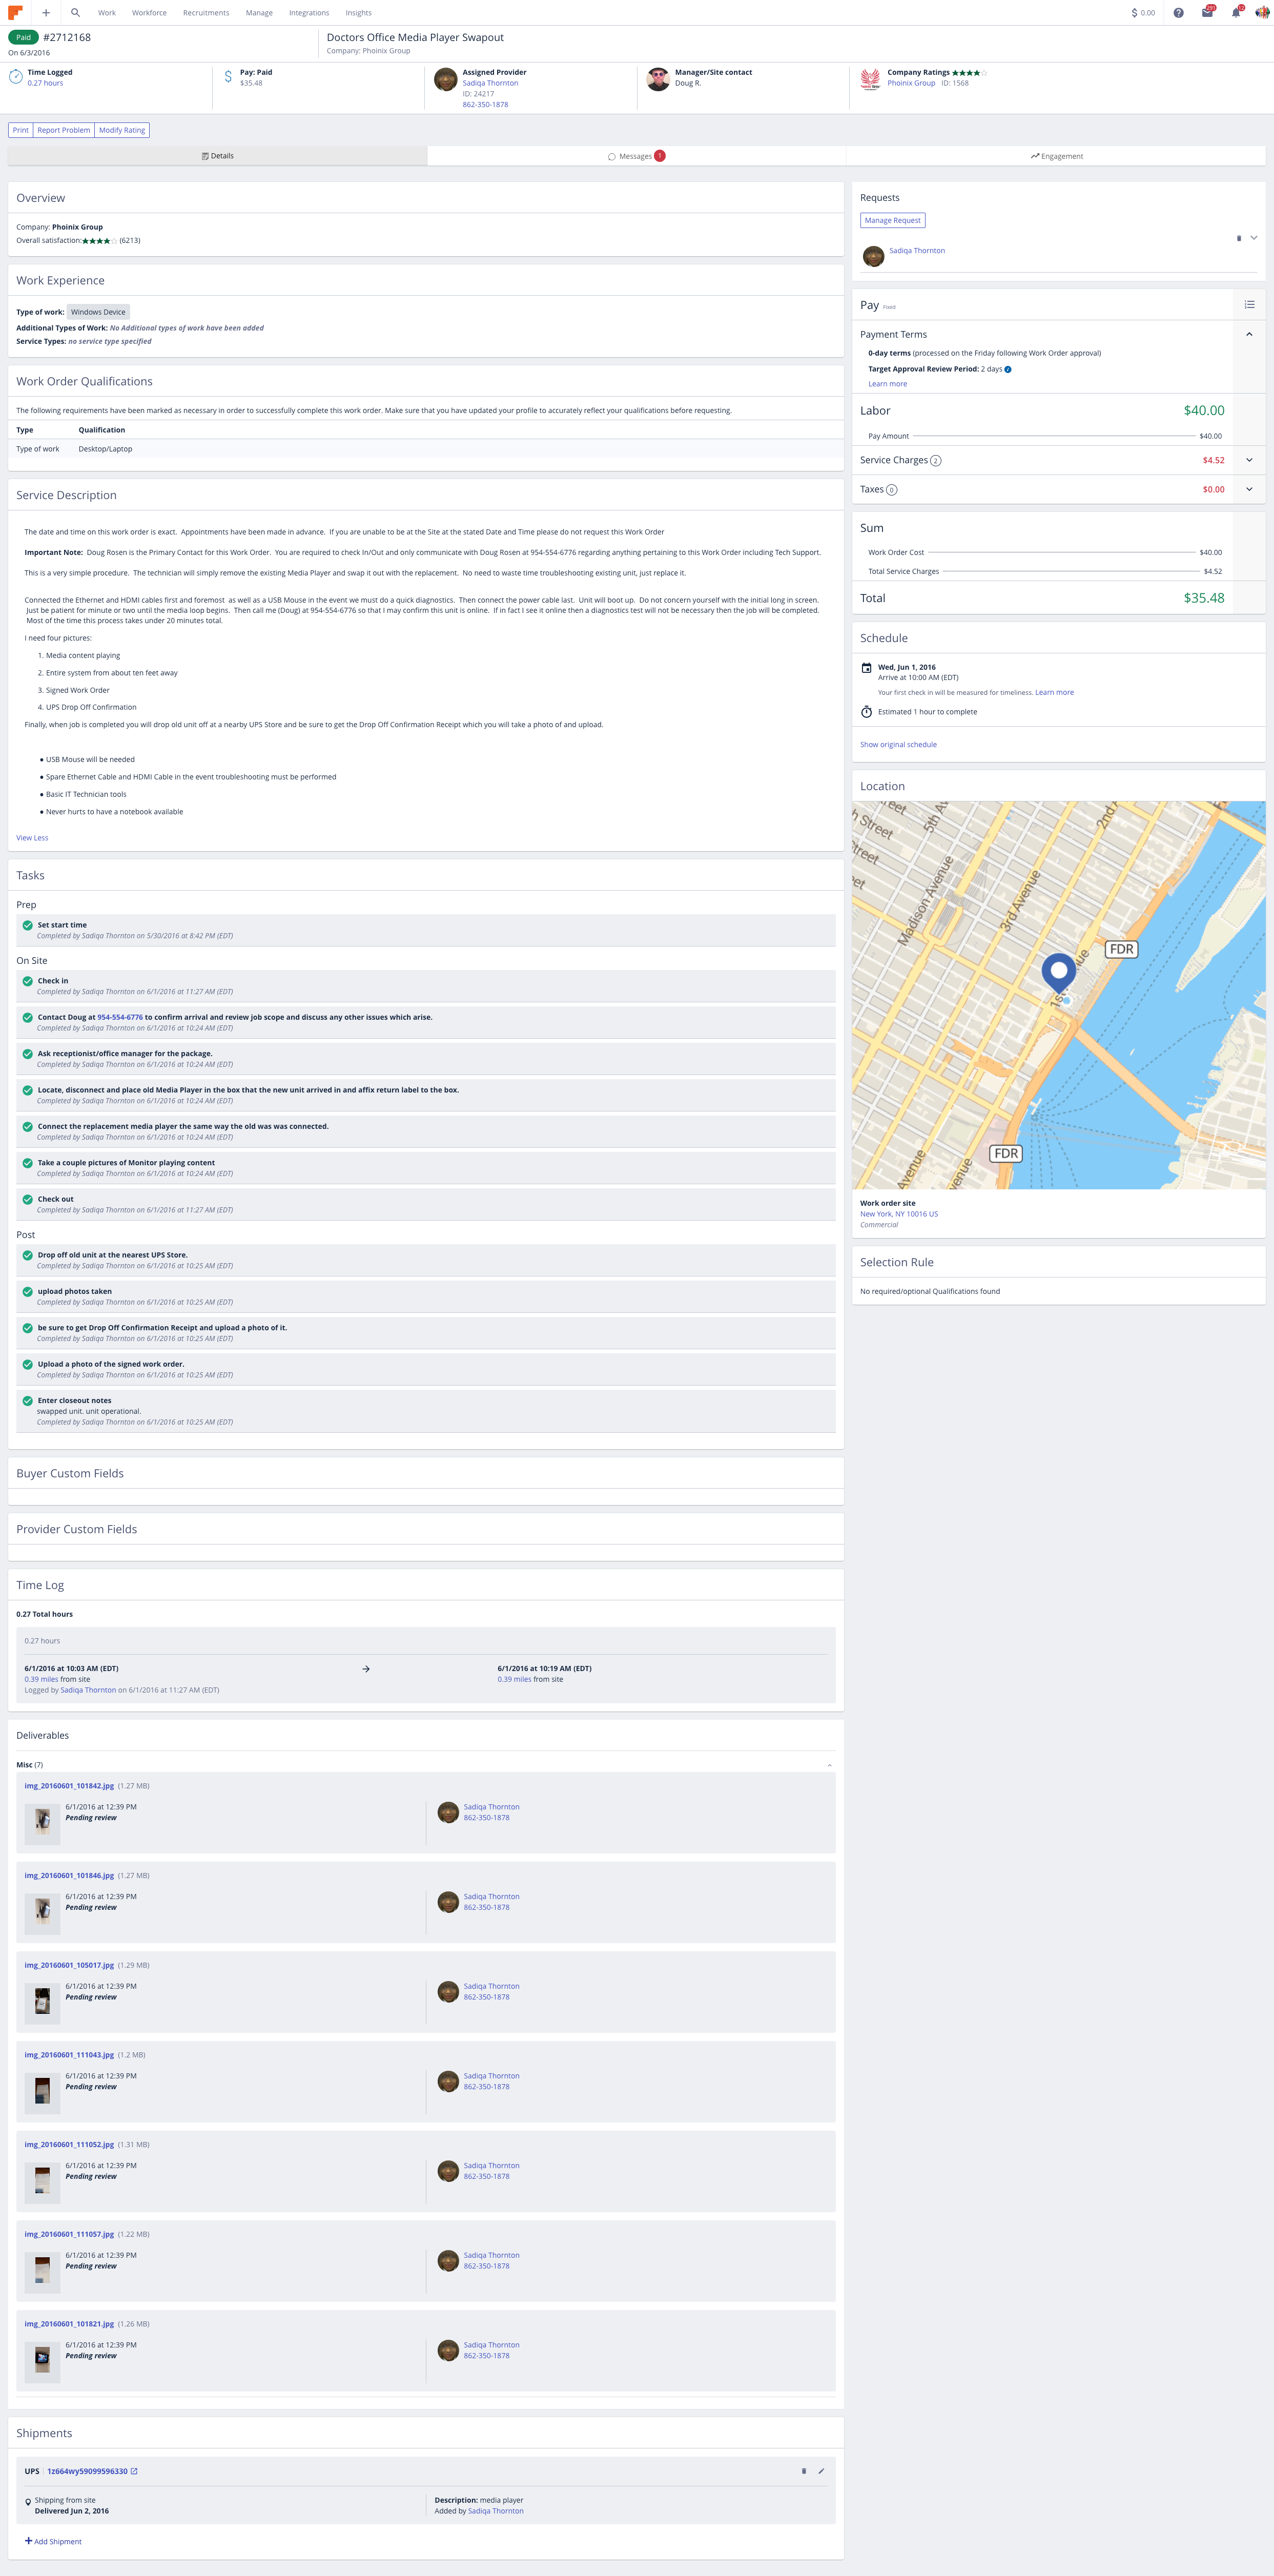 Work Workforce Recruitments Manage Integrations Insights
$ 0.00
291
12
Paid #2712168
On 6/3/2016
Doctors Office Media Player Swapout
Company: Phoinix Group
Time Logged
0.27 hours
Pay: Paid
$35.48
Assigned Provider
Sadiqa Thornton
ID: 24217
862-350-1878
Manager/Site contact
Doug R.
Company Ratings
Phoinix Group ID: 1568
Print Report Problem Modify Rating
Details
Messages 1
Engagement
Overview
Company: Phoinix Group
Overall satisfaction: (6213)
Work Experience
Type of work: Windows Device
Additional Types of Work: No Additional types of work have been added
Service Types: no service type specified
Work Order Qualifications
The following requirements have been marked as necessary in order to successfully complete this work order. Make sure that you have updated your profile to accurately reflect your qualifications before requesting.
Type Qualification
Type of work Desktop/Laptop
Service Description
The date and time on this work order is exact. Appointments have been made in advance. If you are unable to be at the Site at the stated Date and Time please do not request this Work Order
Important Note: Doug Rosen is the Primary Contact for this Work Order. You are required to check In/Out and only communicate with Doug Rosen at 954-554-6776 regarding anything pertaining to this Work Order including Tech Support.
This is a very simple procedure. The technician will simply remove the existing Media Player and swap it out with the replacement. No need to waste time troubleshooting existing unit, just replace it.
Connected the Ethernet and HDMI cables first and foremost as well as a USB Mouse in the event we must do a quick diagnostics. Then connect the power cable last. Unit will boot up. Do not concern yourself with the initial long in screen.
Just be patient for minute or two until the media logo begins. Then call me (Doug) at 954-554-6776 so that I may confirm this unit is online. If in fact I see it online then a diagnostics test will not be necessary then the job will be completed.
Most of the time this process takes under 20 minutes total.
I need four pictures:
1. Media content playing
2. Entire system from about ten feet away
3. Signed Work Order
4. UPS Drop Off Confirmation
Finally, when job is completed you will drop old unit off at a nearby UPS Store and be sure to get the Drop Off Confirmation Receipt which you will take a photo of and upload.
● USB Mouse will be needed
● Spare Ethernet Cable and HDMI Cable in the event troubleshooting must be performed
● Basic IT Technician tools
● Never hurts to have a notebook available
View Less
Tasks
Prep
Set start time
Completed by Sadiqa Thornton on 5/30/2016 at 8:42 PM (EDT)
On Site
Check in
Completed by Sadiqa Thornton on 6/1/2016 at 11:27 AM (EDT)
Contact Doug at 954-554-6776 to confirm arrival and review job scope and discuss any other issues which arise.
Completed by Sadiqa Thornton on 6/1/2016 at 10:24 AM (EDT)
Ask receptionist/office manager for the package.
Completed by Sadiqa Thornton on 6/1/2016 at 10:24 AM (EDT)
Locate, disconnect and place old Media Player in the box that the new unit arrived in and affix return label to the box.
Completed by Sadiqa Thornton on 6/1/2016 at 10:24 AM (EDT)
Connect the replacement media player the same way the old was was connected.
Completed by Sadiqa Thornton on 6/1/2016 at 10:24 AM (EDT)
Take a couple pictures of Monitor playing content
Completed by Sadiqa Thornton on 6/1/2016 at 10:24 AM (EDT)
Check out
Completed by Sadiqa Thornton on 6/1/2016 at 11:27 AM (EDT)
Post
Drop off old unit at the nearest UPS Store.
Completed by Sadiqa Thornton on 6/1/2016 at 10:25 AM (EDT)
upload photos taken
Completed by Sadiqa Thornton on 6/1/2016 at 10:25 AM (EDT)
be sure to get Drop Off Confirmation Receipt and upload a photo of it.
Completed by Sadiqa Thornton on 6/1/2016 at 10:25 AM (EDT)
Upload a photo of the signed work order.
Completed by Sadiqa Thornton on 6/1/2016 at 10:25 AM (EDT)
Enter closeout notes
swapped unit. unit operational.
Completed by Sadiqa Thornton on 6/1/2016 at 10:25 AM (EDT)
Buyer Custom Fields
Provider Custom Fields
Time Log
0.27 Total hours
0.27 hours
6/1/2016 at 10:03 AM (EDT)
0.39 miles from site
Logged by Sadiqa Thornton on 6/1/2016 at 11:27 AM (EDT)
6/1/2016 at 10:19 AM (EDT)
0.39 miles from site
Deliverables
Misc (7)
img_20160601_101842.jpg (1.27 MB)
6/1/2016 at 12:39 PM
Pending review
Sadiqa Thornton
862-350-1878
img_20160601_101846.jpg (1.27 MB)
6/1/2016 at 12:39 PM
Pending review
Sadiqa Thornton
862-350-1878
img_20160601_105017.jpg (1.29 MB)
6/1/2016 at 12:39 PM
Pending review
Sadiqa Thornton
862-350-1878
img_20160601_111043.jpg (1.2 MB)
6/1/2016 at 12:39 PM
Pending review
Sadiqa Thornton
862-350-1878
img_20160601_111052.jpg (1.31 MB)
6/1/2016 at 12:39 PM
Pending review
Sadiqa Thornton
862-350-1878
img_20160601_111057.jpg (1.22 MB)
6/1/2016 at 12:39 PM
Pending review
Sadiqa Thornton
862-350-1878
img_20160601_101821.jpg (1.26 MB)
6/1/2016 at 12:39 PM
Pending review
Sadiqa Thornton
862-350-1878
Shipments
UPS 1z664wy59099596330
Shipping from site
Delivered Jun 2, 2016
Description: media player
Added by Sadiqa Thornton
Add Shipment
Requests
Manage Request
Sadiqa Thornton
Pay Fixed
Payment Terms
0-day terms (processed on the Friday following Work Order approval)
Target Approval Review Period: 2 days
Learn more
Labor $40.00
Pay Amount $40.00
Service Charges 2 $4.52
Taxes 0 $0.00
Sum
Work Order Cost $40.00
Total Service Charges $4.52
Total $35.48
Schedule
Wed, Jun 1, 2016
Arrive at 10:00 AM (EDT)
Your first check in will be measured for timeliness. Learn more
Estimated 1 hour to complete
Show original schedule
Location
h Street
5th Av
2nd
eet
Madison Avenue
3rd Avenue
FDR
1s
nue
FDR
Avenue
venue
Work order site
New York, NY 10016 US
Commercial
Selection Rule
No required/optional Qualifications found